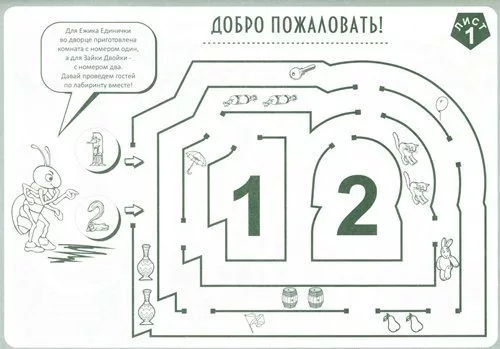 ДОБРО ПОЖАЛОВАТЬ!
ЛИСТ
1
Для Ежика Единички
во дворце приготовлена
комната с номером один,
а для Зайки Двойки -
с номером два.
Давай проведем гостей
по лабиринту вместе!
1
2
1 2